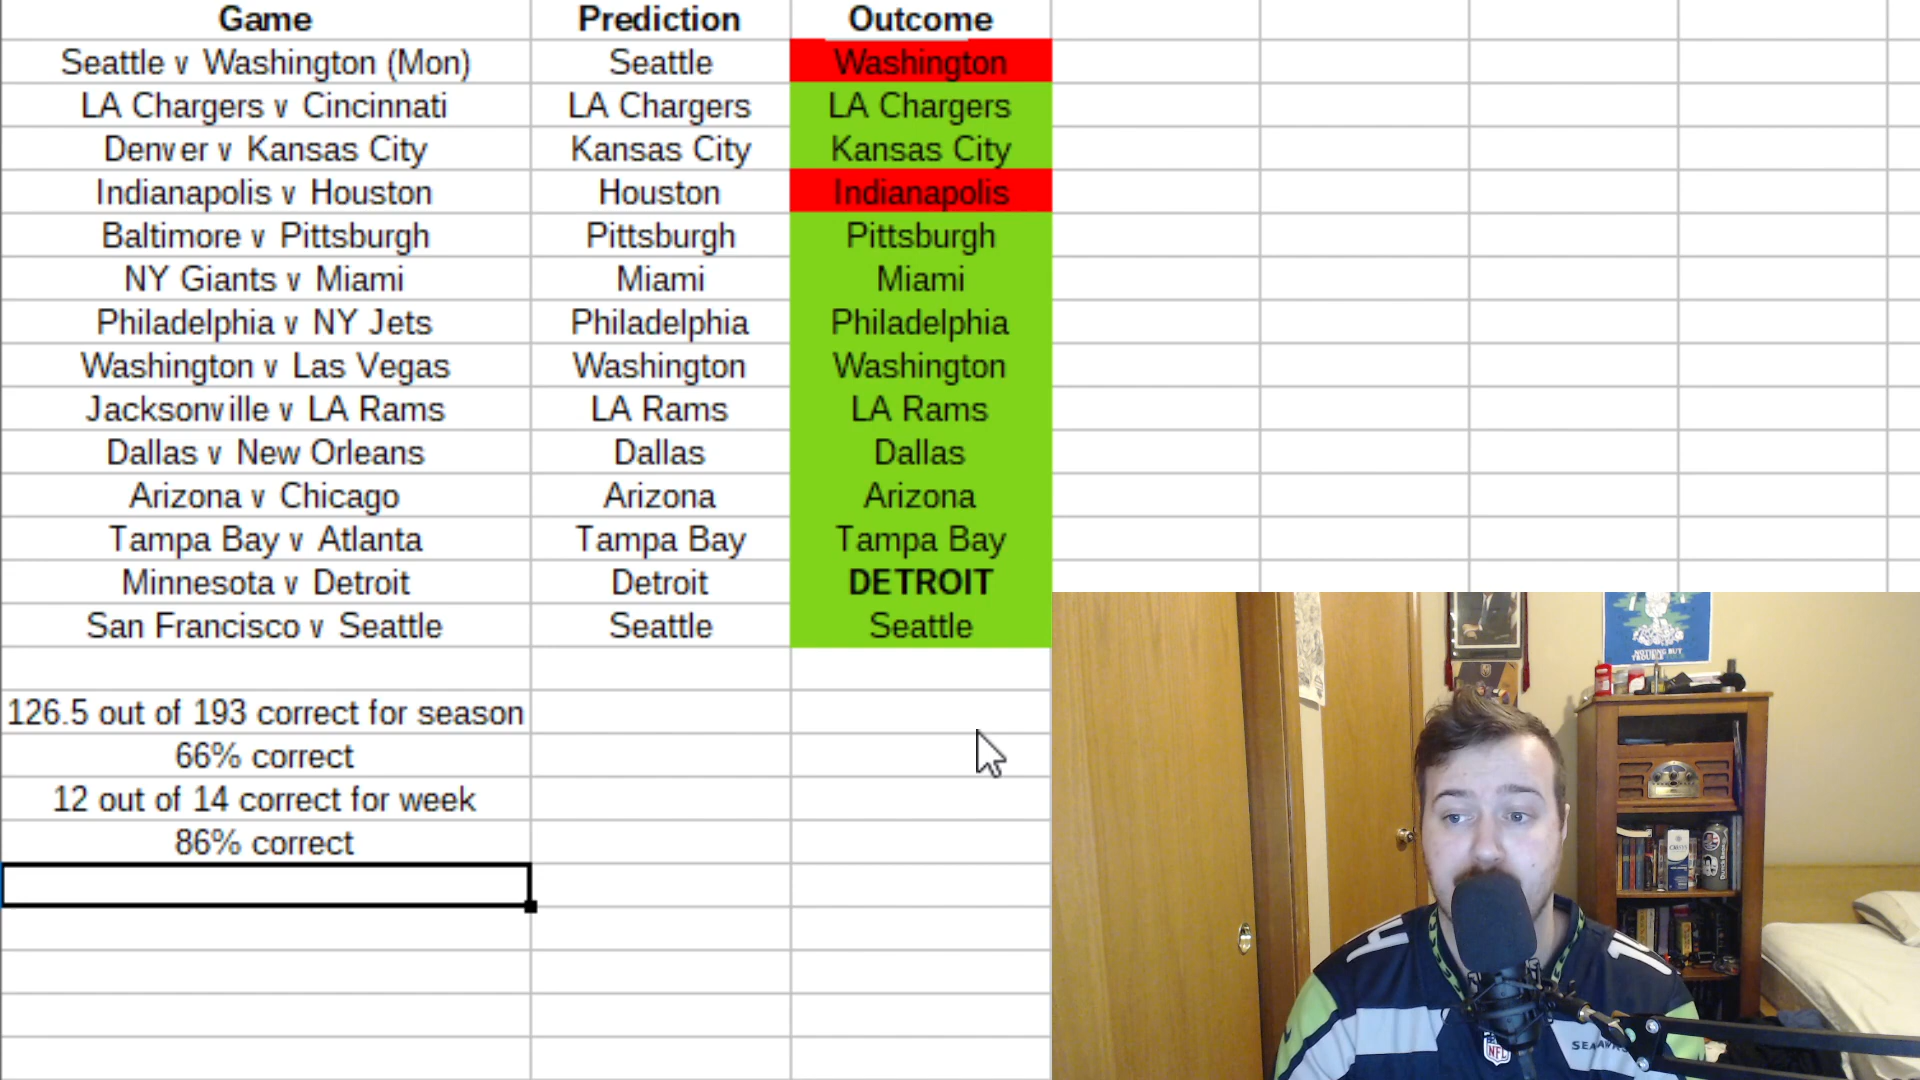 Game Prediction Outcome
Seattle v Washington (Mon) Seattle Washington
LA Chargers v Cincinnati LA Chargers LA Chargers
Denver v Kansas City Kansas City Kansas City
Indianapolis v Houston Houston Indianapolis
Baltimore v Pittsburgh Pittsburgh Pittsburgh
NY Giants v Miami Miami Miami
Philadelphia v NY Jets Philadelphia Philadelphia
Washington v Las Vegas Washington Washington
Jacksonville v LA Rams LA Rams LA Rams
Dallas v New Orleans Dallas Dallas
Arizona v Chicago Arizona Arizona
Tampa Bay v Atlanta Tampa Bay Tampa Bay
Minnesota v Detroit Detroit DETROIT
San Francisco v Seattle Seattle Seattle
126.5 out of 193 correct for season
66% correct
12 out of 14 correct for week
86% correct
NOTHING BUT
TROUBLE
NFL